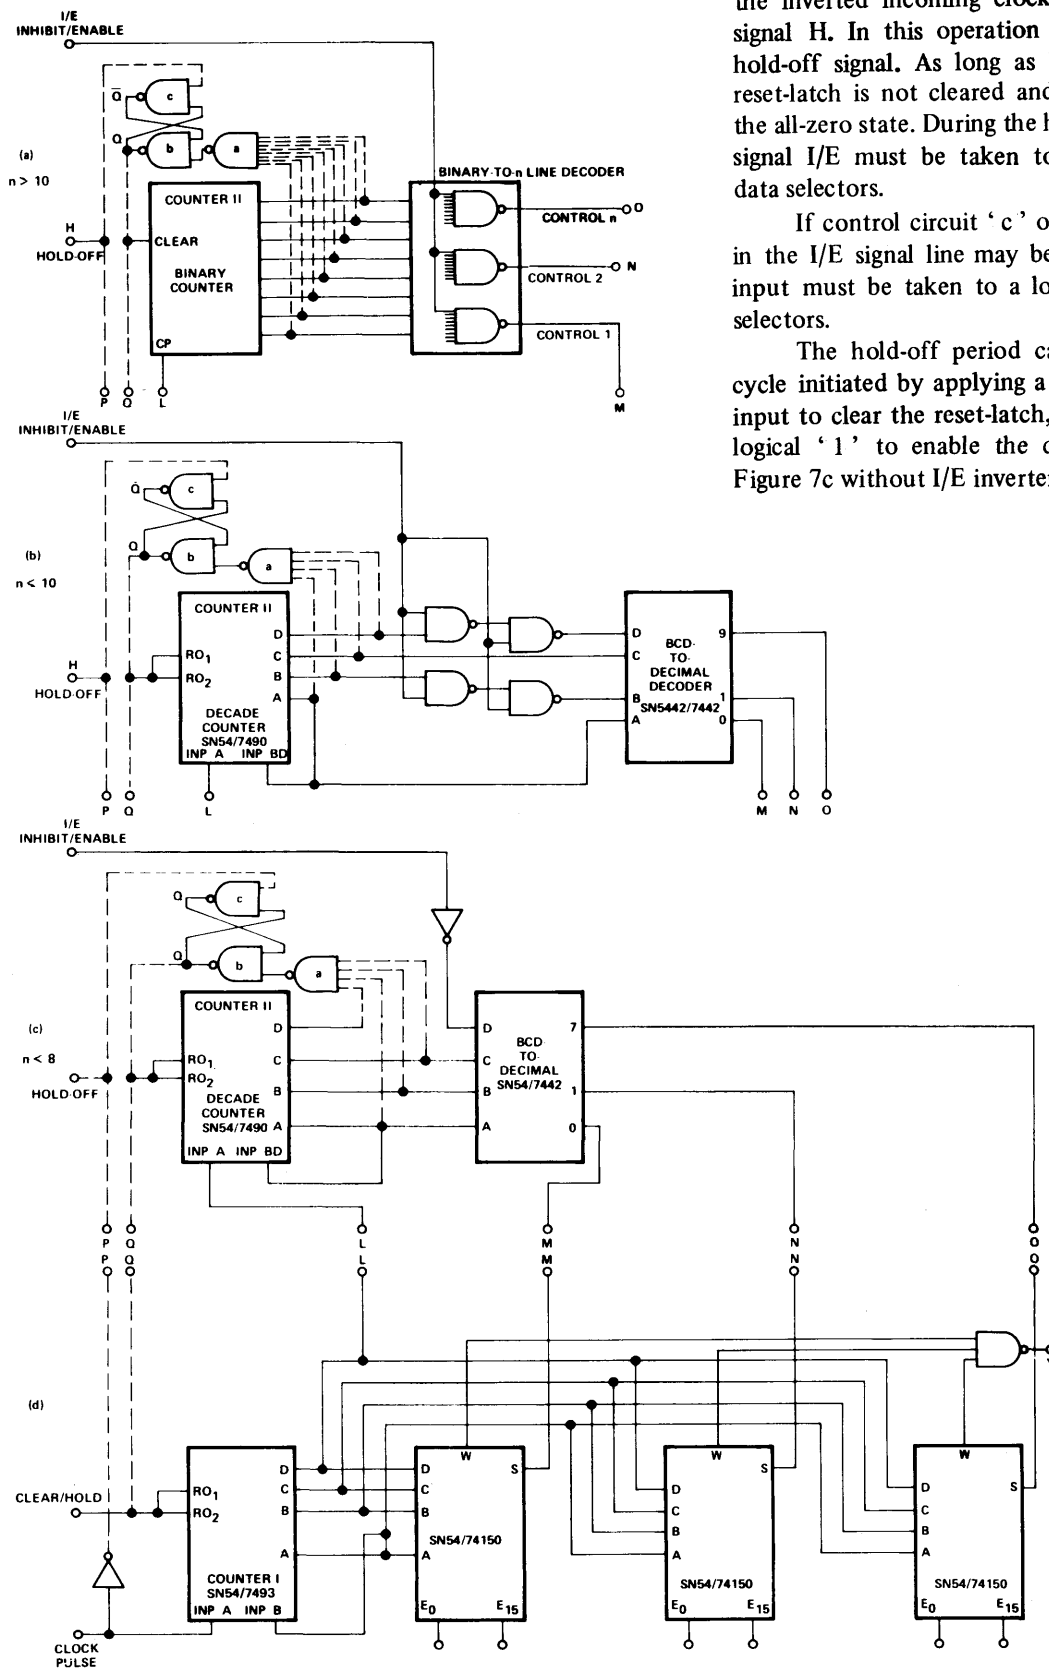 the inverted incoming clock
signal H. In this operation
hold-off signal. As long as
reset-latch is not cleared and
the all-zero state. During the h
signal I/E must be taken to
data selectors.
If control circuit ‘ c ’ o
in the I/E signal line may be
input must be taken to a lo
selectors.
The hold-off period ca
cycle initiated by applying a
input to clear the reset-latch,
logical ‘ 1 ’ to enable the d
Figure 7c without I/E inverter
I/E
INHIBIT/ENABLE
Q̅
c
Q
b
a
(a)
n > 10
BINARY-TO-n LINE DECODER
COUNTER II
CONTROL n
O
H
HOLD-OFF
CLEAR
BINARY
COUNTER
CONTROL 2
N
CONTROL 1
CP
P
Q
L
M
I/E
INHIBIT/ENABLE
Q̅
c
Q
b
a
(b)
n < 10
COUNTER II
D
C
B
A
RO1
RO2
H
HOLD-OFF
DECADE
COUNTER
SN54/7490
INP A INP BD
D
C
B
A
BCD-
TO-
DECIMAL
DECODER
SN5442/7442
9
1
0
P
Q
L
M
N
O
I/E
INHIBIT/ENABLE
Q
c
Q
b
a
(c)
n < 8
COUNTER II
D
C
B
A
RO1
RO2
HOLD-OFF
DECADE
COUNTER
SN54/7490
INP A INP BD
D
C
B
A
BCD-
TO-
DECIMAL
SN54/7442
7
1
0
P
Q
L
M
N
O
P
Q
L
M
N
O
(d)
W
W
W
D
C
B
A
RO1
RO2
CLEAR/HOLD
COUNTER I
SN54/7493
INP A INP B
CLOCK
PULSE
D
C
B
A
S
SN54/74150
E0 E15
D
C
B
A
S
SN54/74150
E0 E15
D
C
B
A
S
SN54/74150
E0 E15